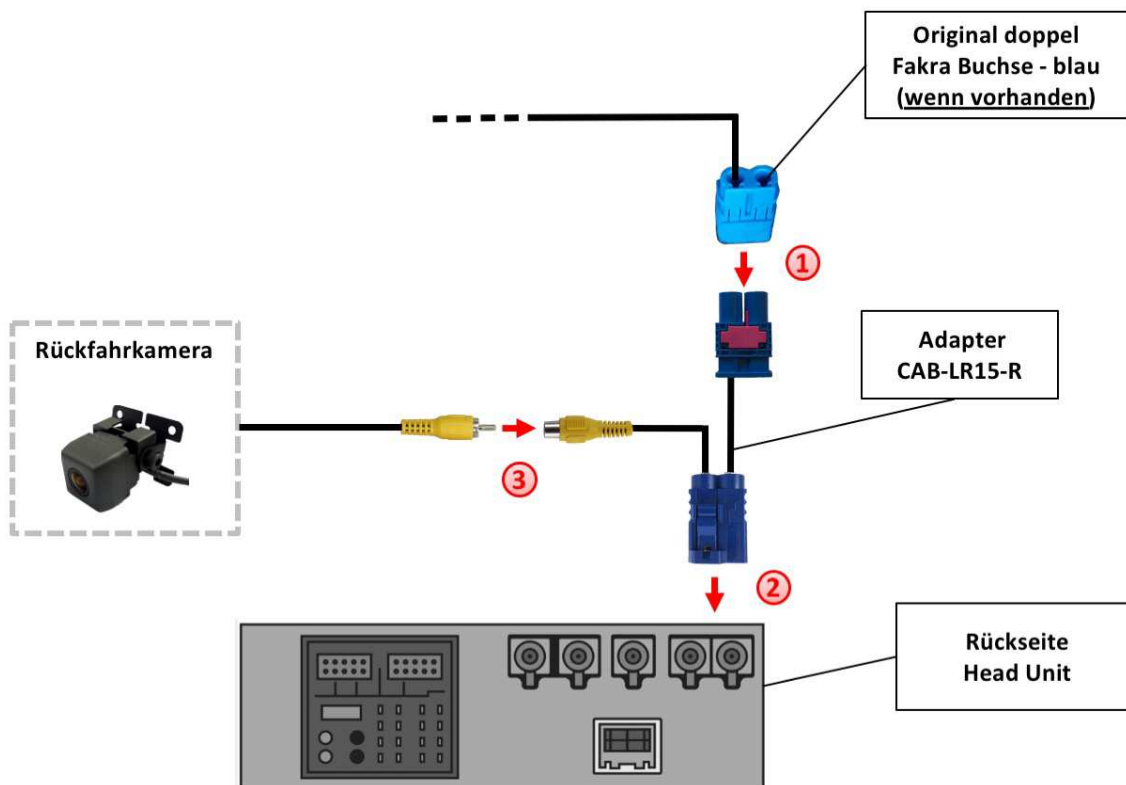 Original doppel
Fakra Buchse - blau
(wenn vorhanden)
1
Rückfahrkamera
Adapter
CAB-LR15-R
3
2
Rückseite
Head Unit